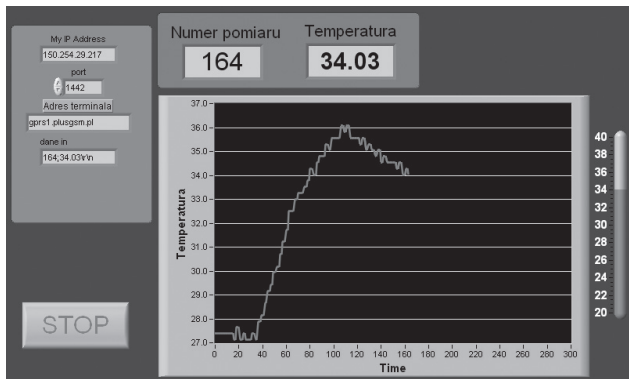 My IP Address
150.254.29.217
port
1442
Adres terminala
gprs1.plusgsm.pl
dane in
164;34.03\r\n
STOP
Numer pomiaru
164
Temperatura
34.03
Temperatura
37.0
36.0
35.0
34.0
33.0
32.0
31.0
30.0
29.0
28.0
27.0
0 20 40 60 80 100 120 140 160 180 200 220 240 260 280 300
Time
40
38
36
34
32
30
28
26
24
22
20